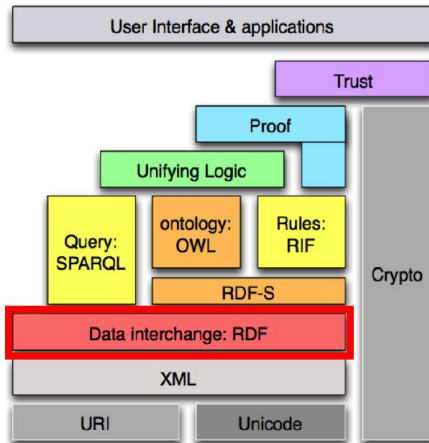 User Interface & applications
Trust
Proof
Unifying Logic
Query:
SPARQL
ontology:
OWL
Rules:
RIF
Crypto
RDF-S
Data interchange: RDF
XML
URI
Unicode